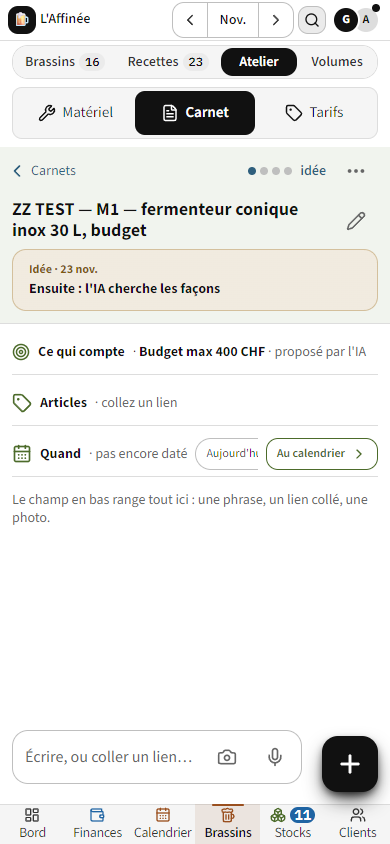 L'Affinée
Nov.
G
A
Brassins 16
Recettes 23
Atelier
Volumes
Matériel
Carnet
Tarifs
Carnets
idée
ZZ TEST — M1 — fermenteur conique
inox 30 L, budget
Idée · 23 nov.
Ensuite : l'IA cherche les façons
Ce qui compte · Budget max 400 CHF · proposé par l'IA
Articles · collez un lien
Quand · pas encore daté
Aujourd'hu
Au calendrier
Le champ en bas range tout ici : une phrase, un lien collé, une
photo.
Écrire, ou coller un lien…
11
Bord
Finances
Calendrier
Brassins
Stocks
Clients